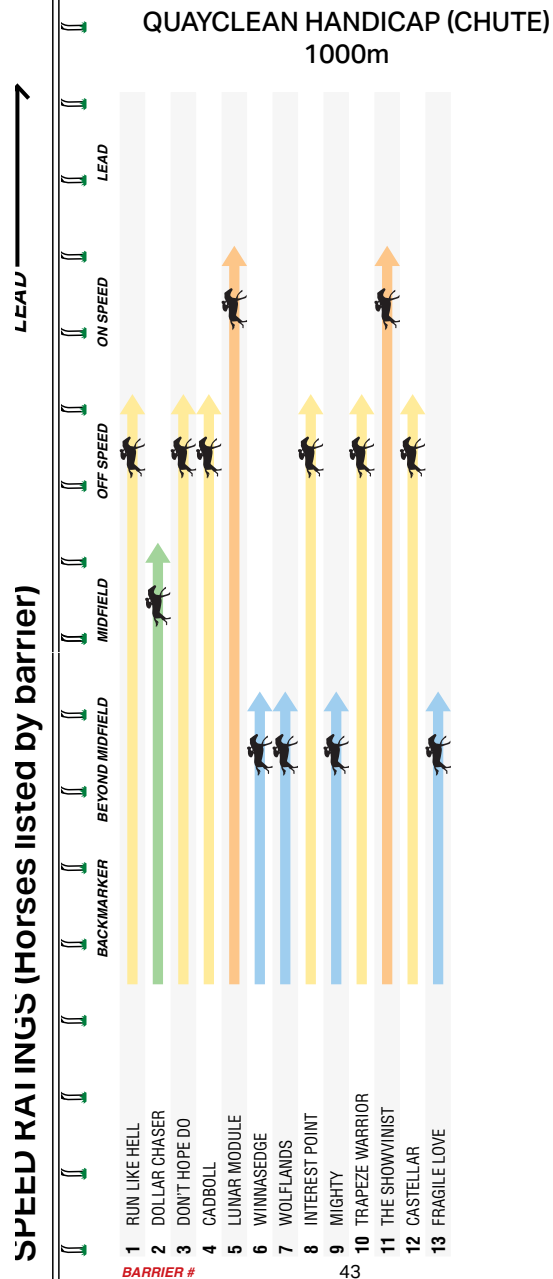 QUAYCLEAN HANDICAP (CHUTE)
1000m
SPEED RATINGS (Horses listed by barrier)
LEAD
BACKMARKER
BEYOND MIDFIELD
MIDFIELD
OFF SPEED
ON SPEED
LEAD
BARRIER #
1 RUN LIKE HELL
2 DOLLAR CHASER
3 DON'T HOPE DO
4 CADBOLL
5 LUNAR MODULE
6 WINNASEDGE
7 WOLFLANDS
8 INTEREST POINT
9 MIGHTY
10 TRAPEZE WARRIOR
11 THE SHOWVINIST
12 CASTELLAR
13 FRAGILE LOVE
43